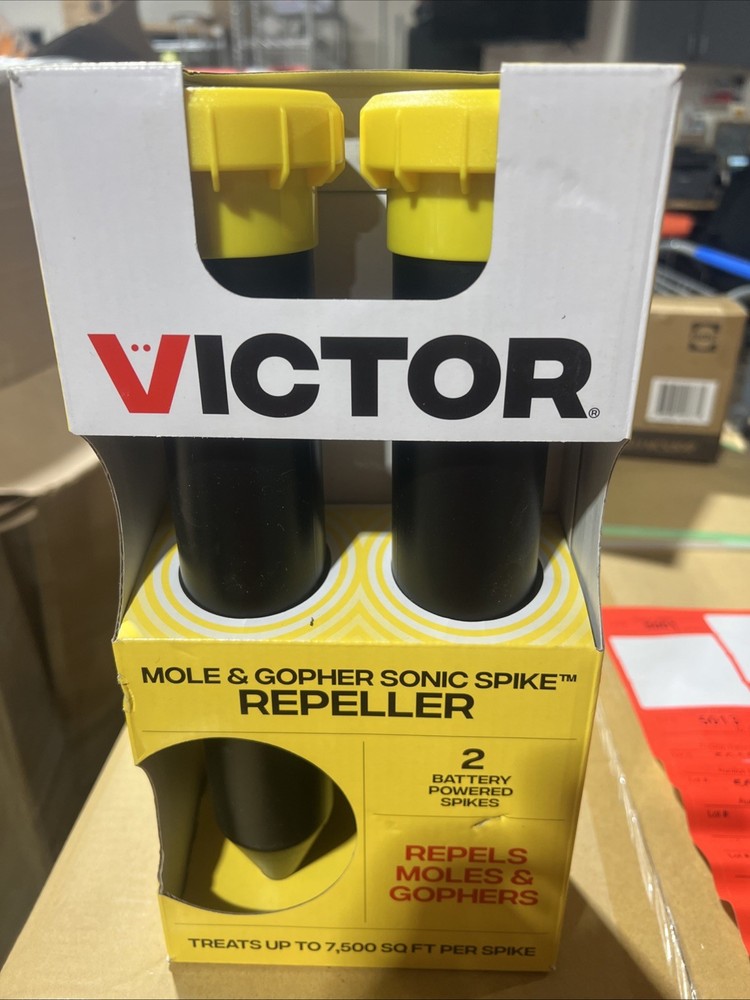 VICTOR®
MOLE & GOPHER SONIC SPIKE™
REPELLER
2
BATTERY
POWERED
SPIKES
REPELS
MOLES &
GOPHERS
TREATS UP TO 7,500 SQ FT PER SPIKE